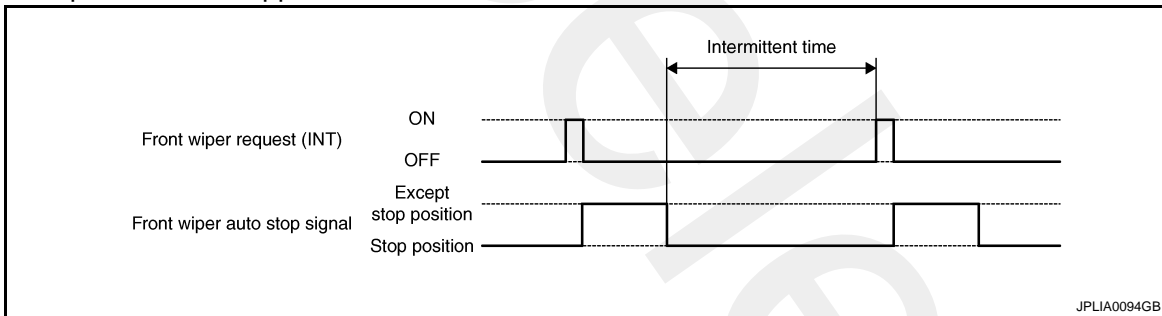 Intermittent time
ON
Front wiper request (INT)
OFF
Except
stop position
Front wiper auto stop signal
Stop position
JPLIA0094GB